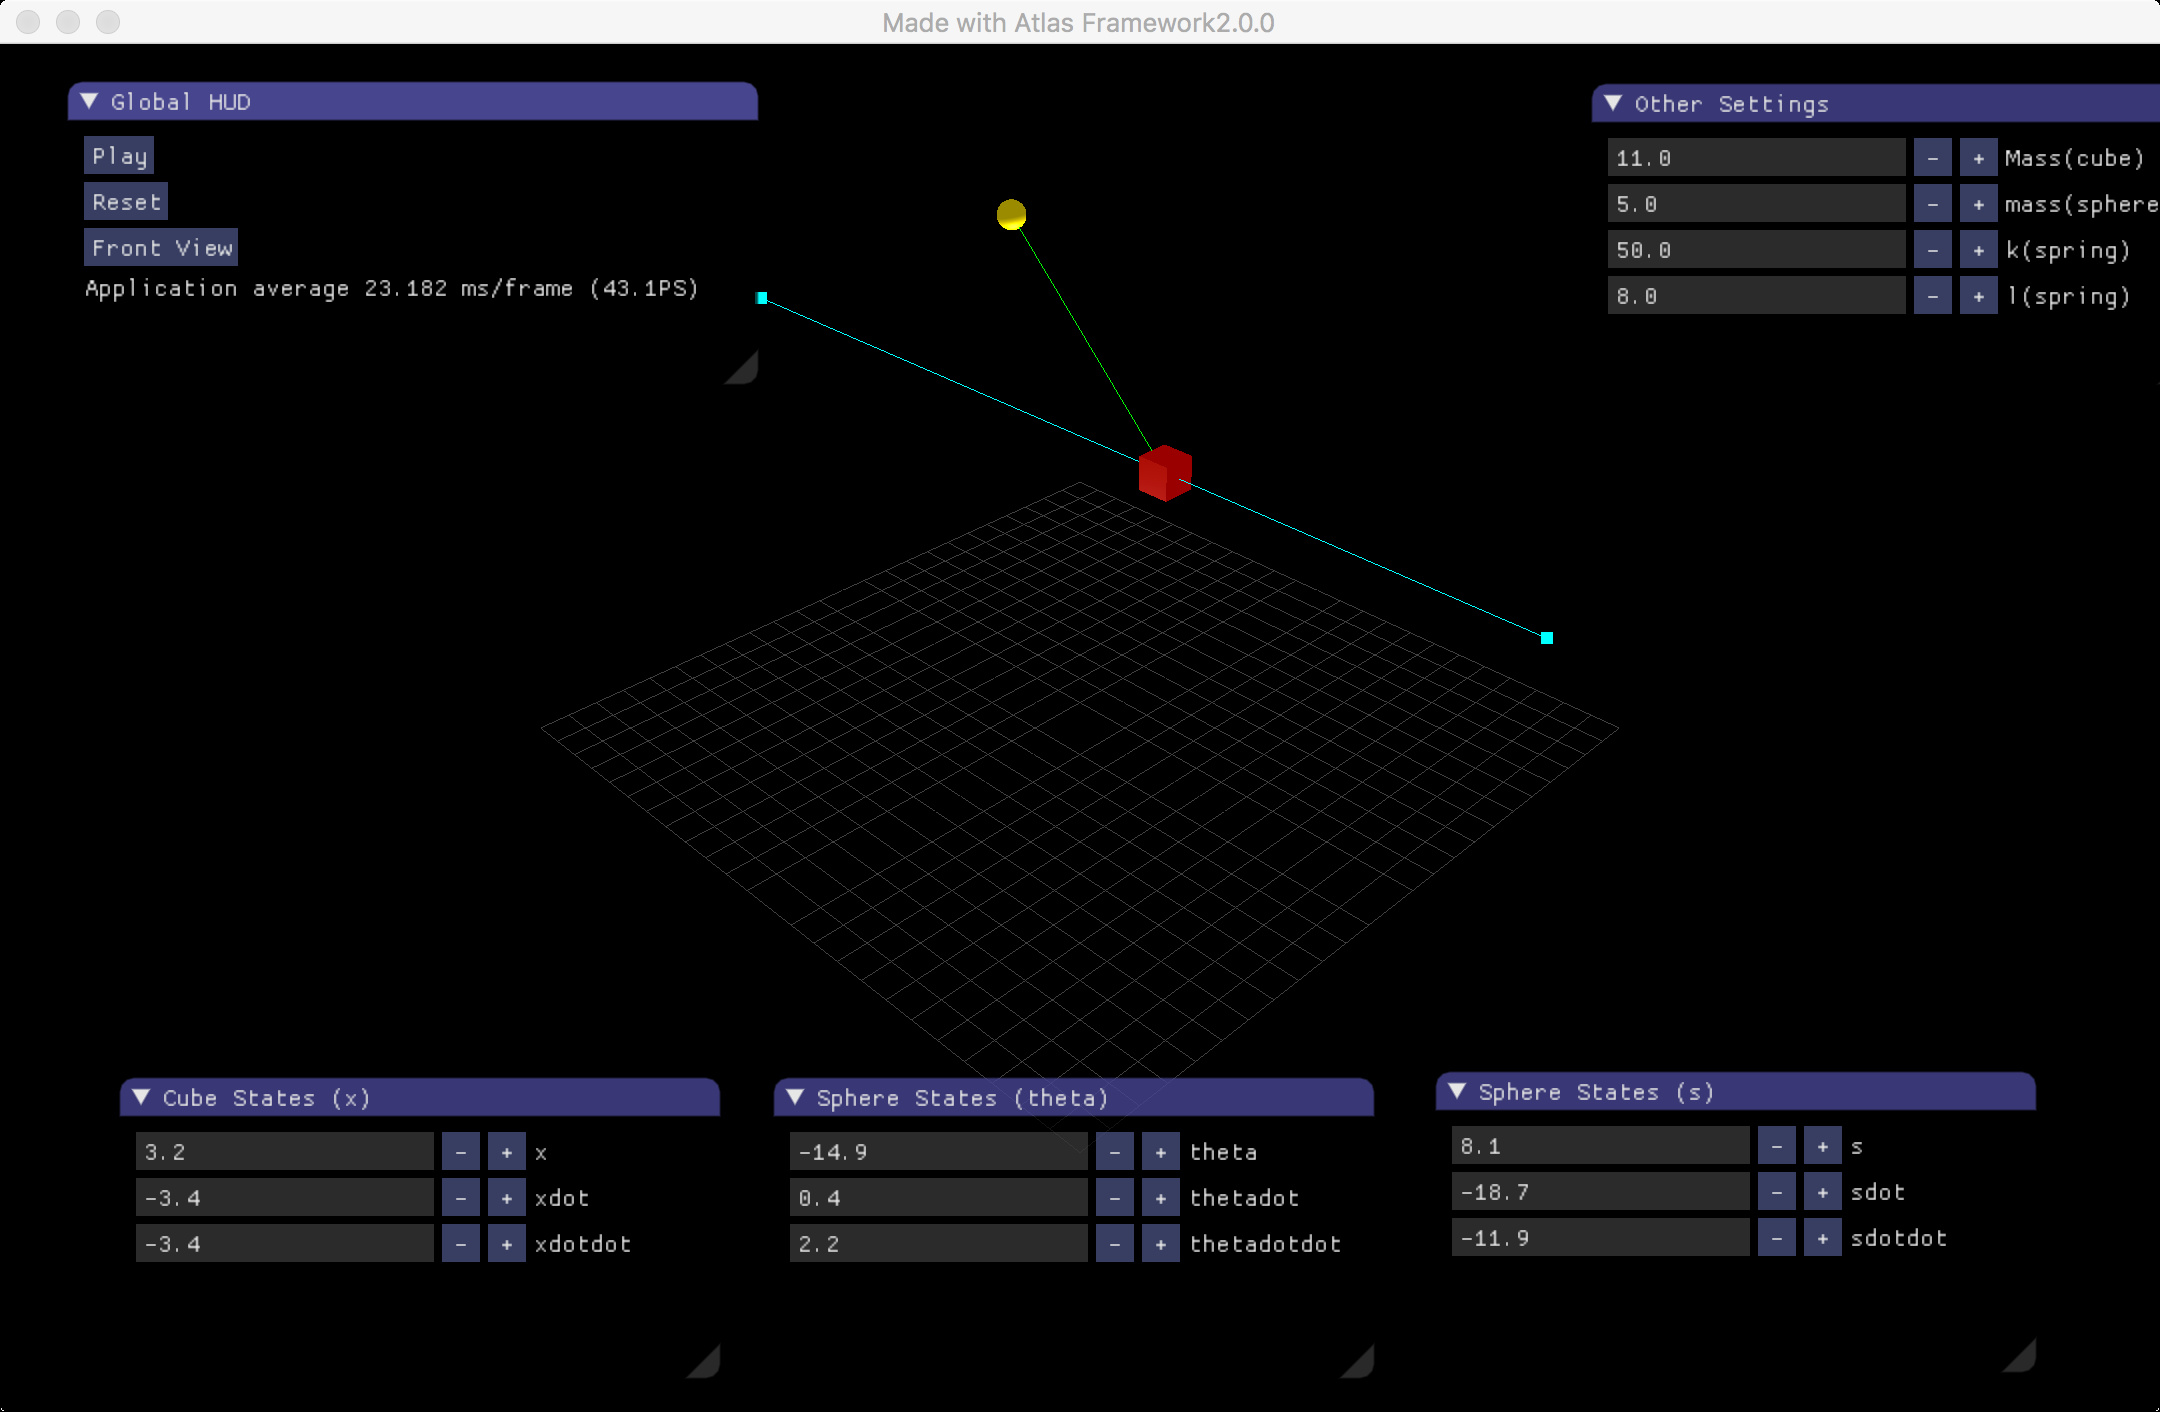 Made with Atlas Framework2.0.0
Global HUD
Play
Reset
Front View
Application average 23.182 ms/frame (43.1PS)
Other Settings
11.0 - + Mass(cube)
5.0 - + mass(sphere
50.0 - + k(spring)
8.0 - + l(spring)
Cube States (x)
3.2 - + x
-3.4 - + xdot
-3.4 - + xdotdot
Sphere States (theta)
-14.9 - + theta
0.4 - + thetadot
2.2 - + thetadotdot
Sphere States (s)
8.1 - + s
-18.7 - + sdot
-11.9 - + sdotdot